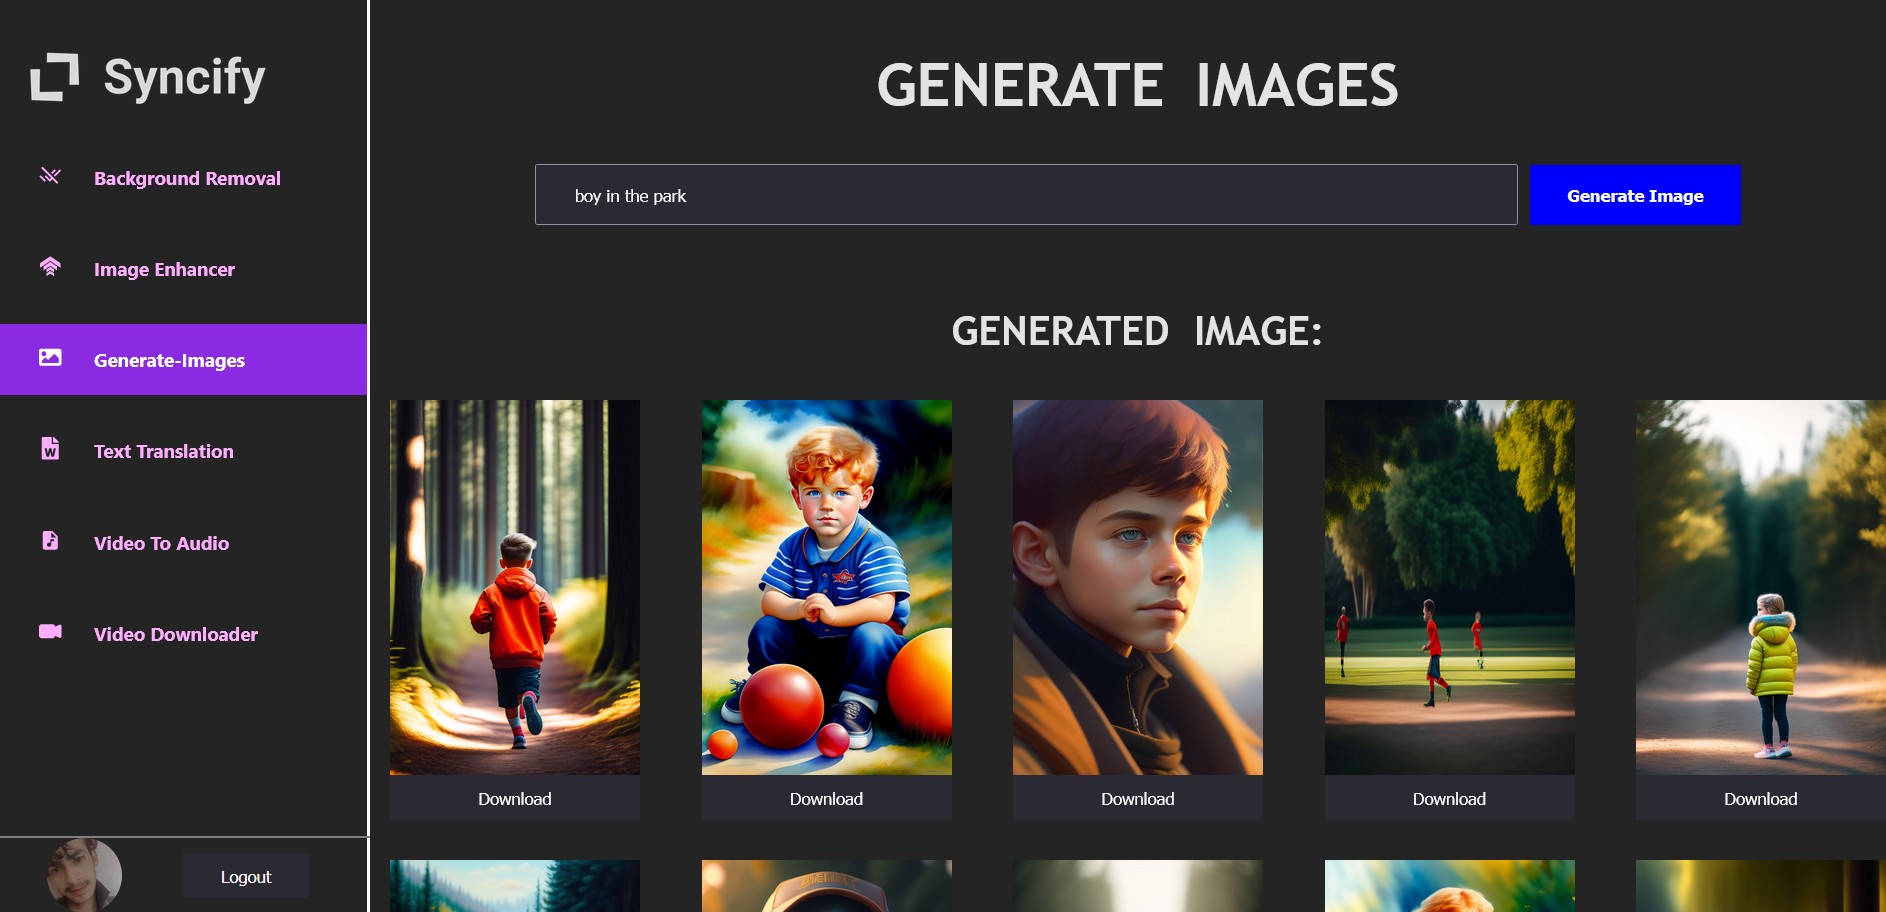 Syncify
Background Removal
Image Enhancer
Generate-Images
Text Translation
Video To Audio
Video Downloader
Logout
GENERATE IMAGES
boy in the park
Generate Image
GENERATED IMAGE:
Download
Download
Download
Download
Download